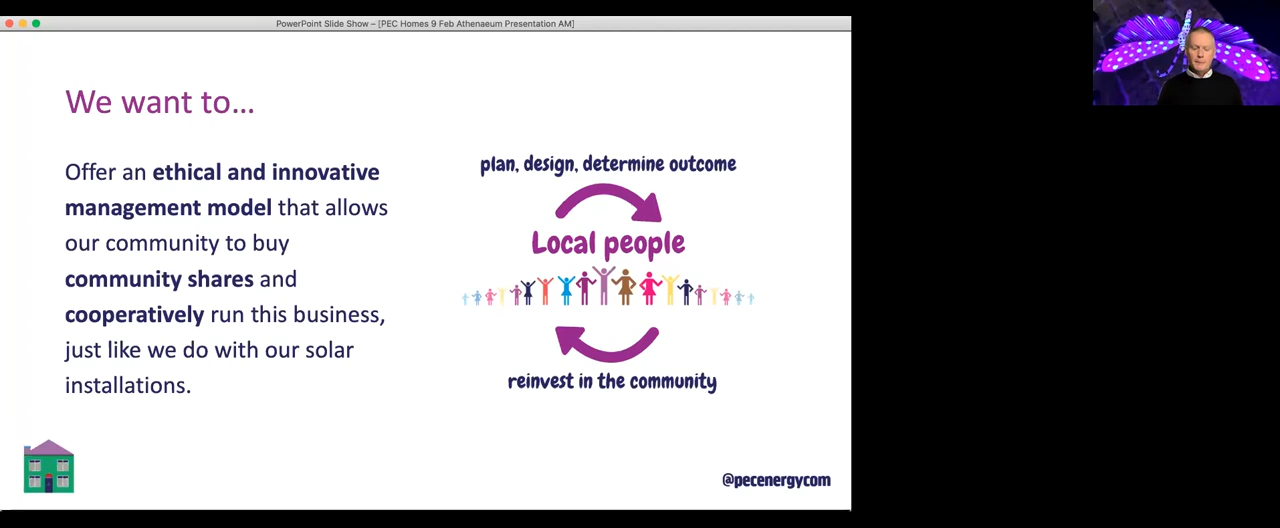 PowerPoint Slide Show – [PEC Homes 9 Feb Athenaeum Presentation AM]
We want to…
Offer an ethical and innovative
management model that allows
our community to buy
community shares and
cooperatively run this business,
just like we do with our solar
installations.
plan, design, determine outcome
Local people
reinvest in the community
@pecenergycom